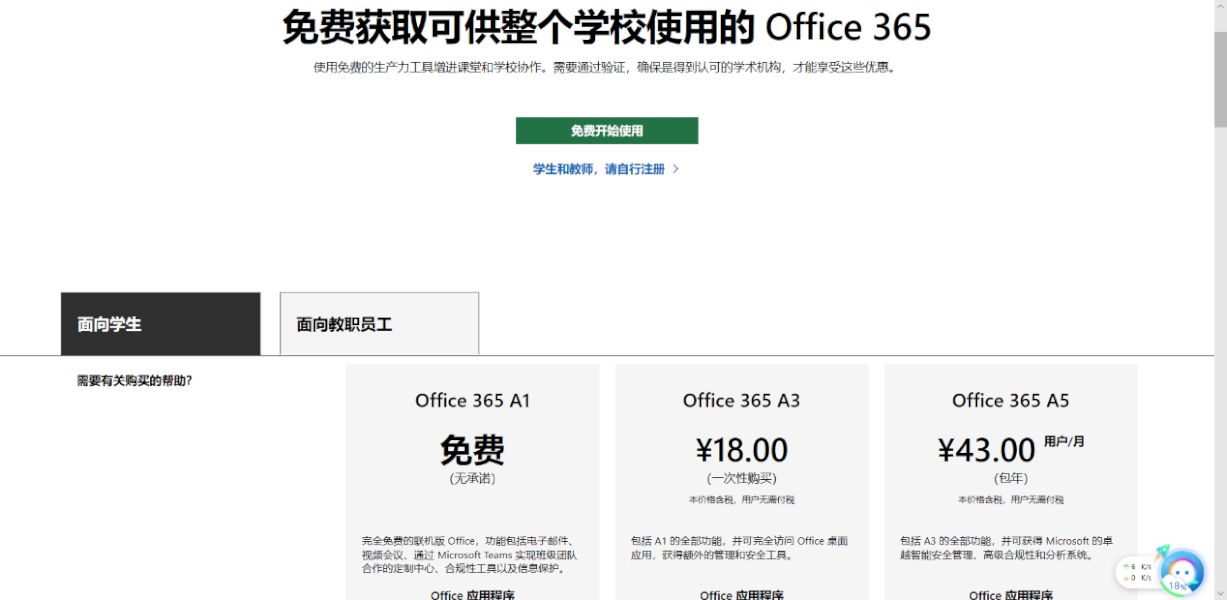 免费获取可供整个学校使用的 Office 365
使用免费的生产力工具增进课堂和学校协作。需要通过验证，确保是得到认可的学术机构，才能享受这些优惠。
免费开始使用
学生和教师，请自行注册
面向学生
面向教职员工
需要有关购买的帮助?
Office 365 A1
免费
(无承诺)
完全免费的联机版 Office，功能包括电子邮件、
视频会议、通过 Microsoft Teams 实现班级团队
合作的定制中心、合规性工具以及信息保护。
Office 应用程序
Office 365 A3
¥18.00
(一次性购买)
本价格含税，用户无需付税
包括 A1 的全部功能，并可完全访问 Office 桌面
应用，获得额外的管理和安全工具。
Office 应用程序
Office 365 A5
¥43.00 用户/月
(包年)
本价格含税，用户无需付税
包括 A3 的全部功能，并可获得 Microsoft 的卓
越智能安全管理、高级合规性和分析系统。
Office 应用程序
6 K/s
0 K/s